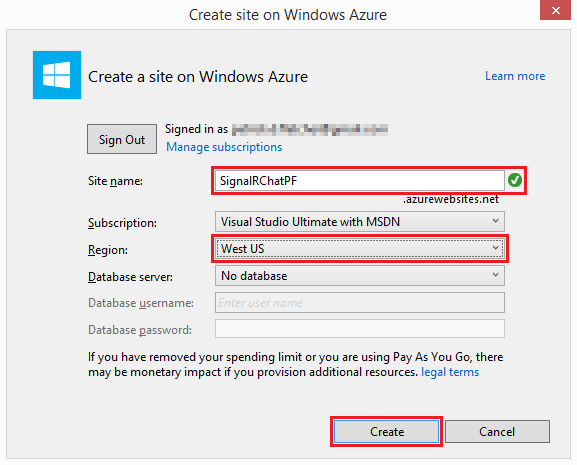 Create site on Windows Azure
Create a site on Windows Azure
Learn more
Sign Out
Signed in as
Manage subscriptions
Site name: SignalRChatPF
.azurewebsites.net
Subscription: Visual Studio Ultimate with MSDN
Region: West US
Database server: No database
Database username: Enter user name
Database password:
If you have removed your spending limit or you are using Pay As You Go, there
may be monetary impact if you provision additional resources. legal terms
Create Cancel